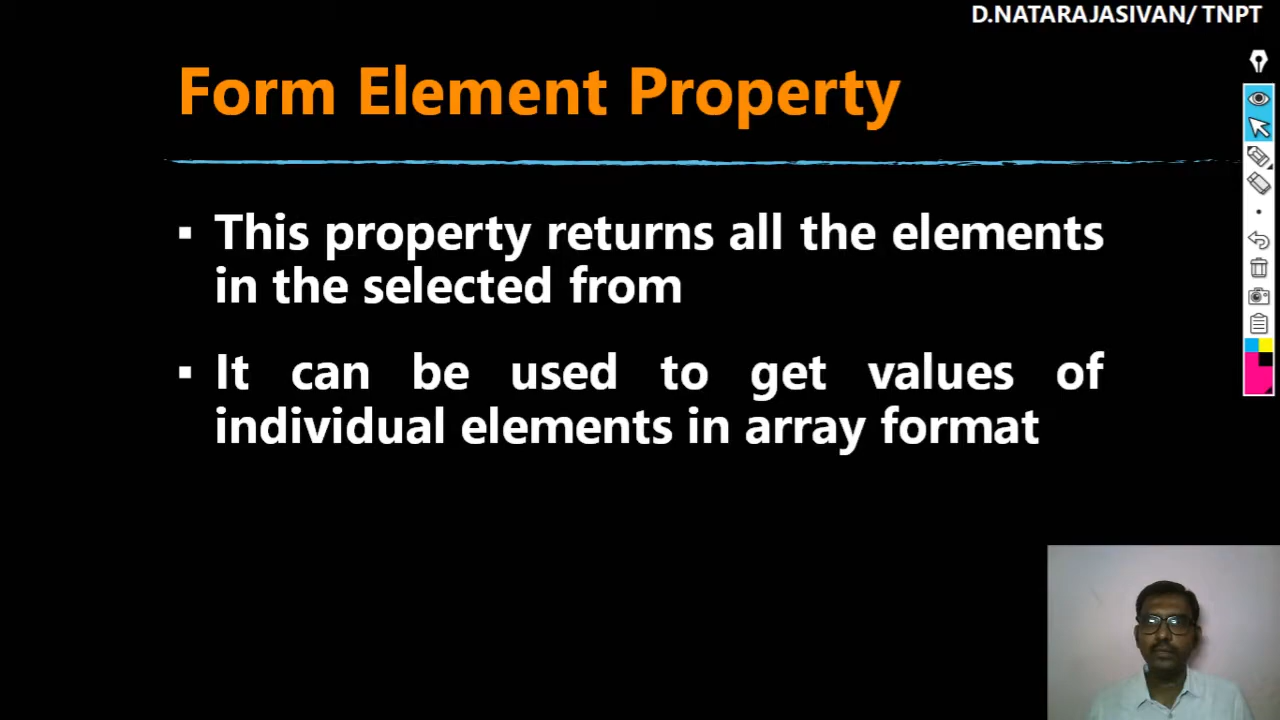 D.NATARAJASIVAN/ TNPT
Form Element Property
▪ This property returns all the elements
in the selected from
▪ It can be used to get values of
individual elements in array format